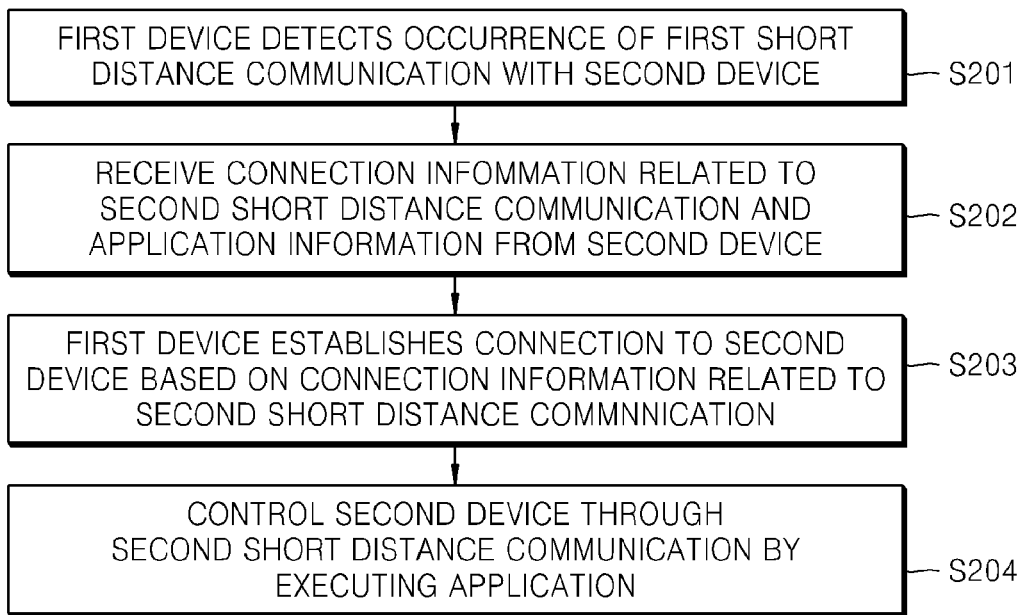 FIRST DEVICE DETECTS OCCURRENCE OF FIRST SHORT
DISTANCE COMMUNICATION WITH SECOND DEVICE
S201
RECEIVE CONNECTION INFOMMATION RELATED TO
SECOND SHORT DISTANCE COMMUNICATION AND
APPLICATION INFORMATION FROM SECOND DEVICE
S202
FIRST DEVICE ESTABLISHES CONNECTION TO SECOND
DEVICE BASED ON CONNECTION INFORMATION RELATED TO
SECOND SHORT DISTANCE COMMNNICATION
S203
CONTROL SECOND DEVICE THROUGH
SECOND SHORT DISTANCE COMMUNICATION BY
EXECUTING APPLICATION
S204